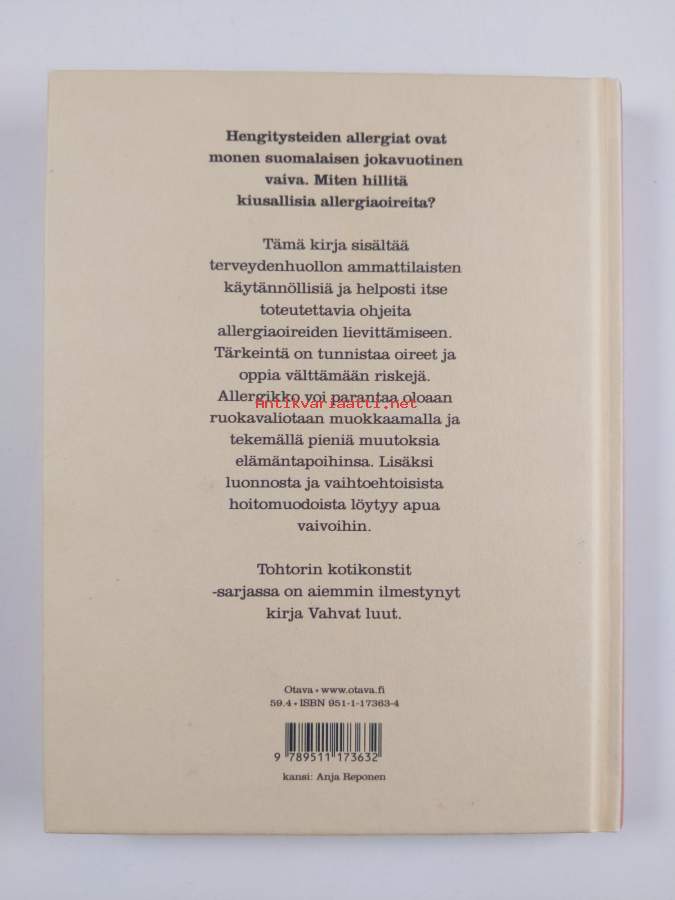 Hengitysteiden allergiat ovat
monen suomalaisen jokavuotinen
vaiva. Miten hillitä
kiusallisia allergiaoireita?
Tämä kirja sisältää
terveydenhuollon ammattilaisten
käytännöllisiä ja helposti itse
toteutettavia ohjeita
allergiaoireiden lievittämiseen.
Tärkeintä on tunnistaa oireet ja
oppia välttämään riskejä.
Allergikko voi parantaa oloaan
Antikvariaatti.net
ruokavaliotaan muokkaamalla ja
tekemällä pieniä muutoksia
elämäntapoihinsa. Lisäksi
luonnosta ja vaihtoehtoisista
hoitomuodoista löytyy apua
vaivoihin.
Tohtorin kotikonstit
-sarjassa on aiemmin ilmestynyt
kirja Vahvat luut.
Otava • www.otava.fi
59.4 • ISBN 951-1-17363-4
9 789511 173632
kansi: Anja Reponen